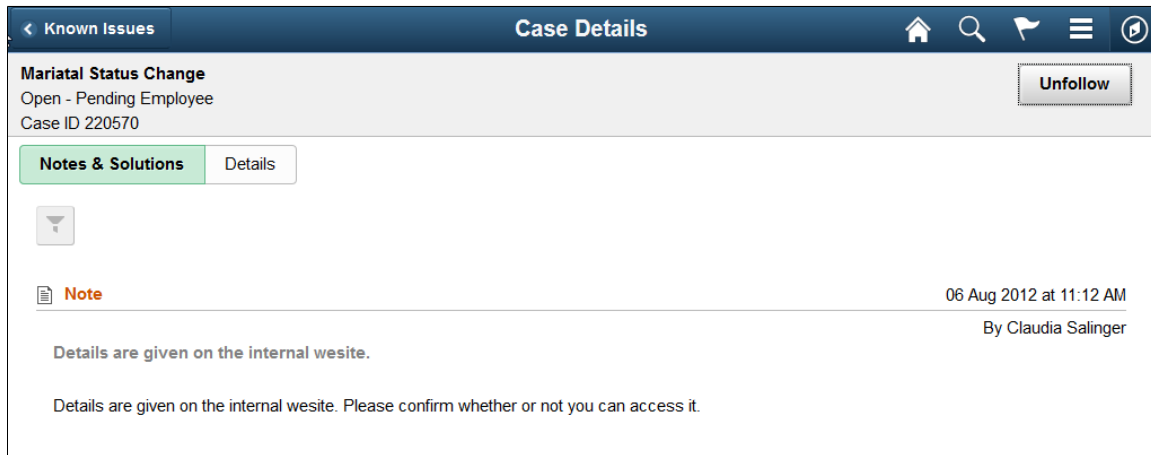 Known Issues
Case Details
Mariatal Status Change
Unfollow
Open - Pending Employee
Case ID 220570
Notes & Solutions
Details
Note
06 Aug 2012 at 11:12 AM
By Claudia Salinger
Details are given on the internal wesite.
Details are given on the internal wesite. Please confirm whether or not you can access it.